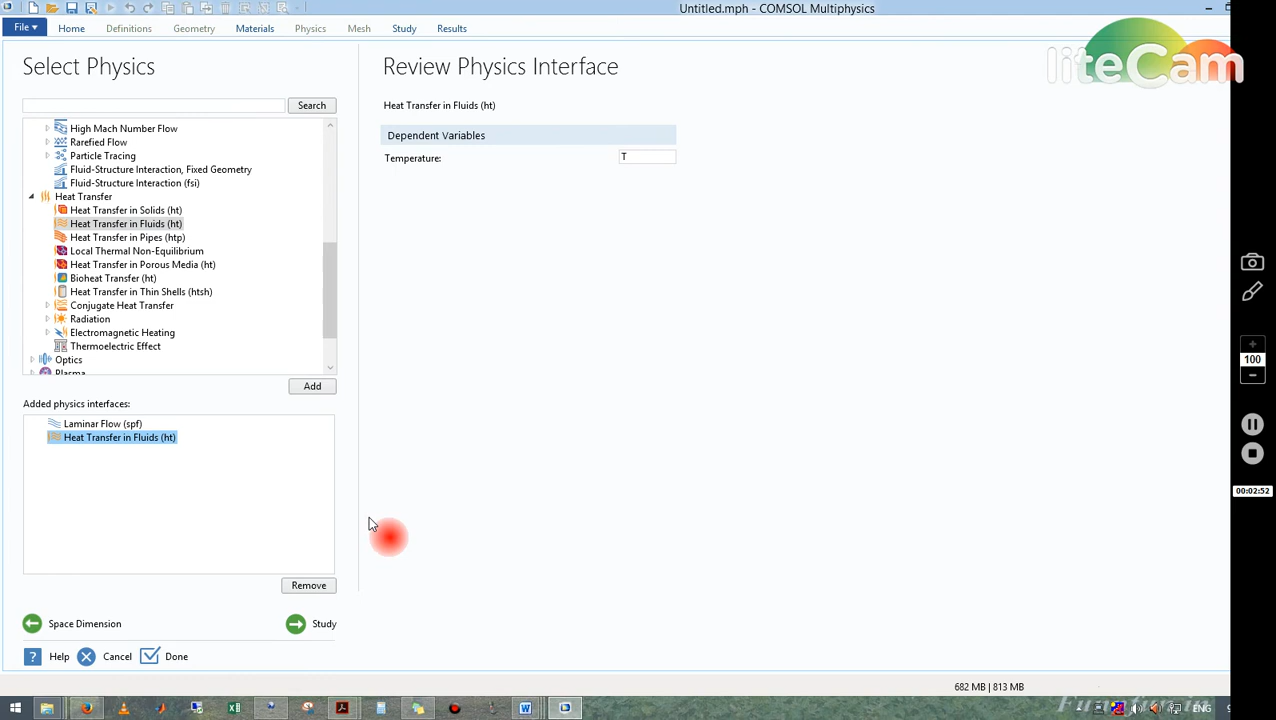 Untitled.mph - COMSOL Multiphysics
File
Home
Definitions
Geometry
Materials
Physics
Mesh
Study
Results
liteCam
Select Physics
Search
High Mach Number Flow
Rarefied Flow
Particle Tracing
Fluid-Structure Interaction, Fixed Geometry
Fluid-Structure Interaction (fsi)
Heat Transfer
Heat Transfer in Solids (ht)
Heat Transfer in Fluids (ht)
Heat Transfer in Pipes (htp)
Local Thermal Non-Equilibrium
Heat Transfer in Porous Media (ht)
Bioheat Transfer (ht)
Heat Transfer in Thin Shells (htsh)
Conjugate Heat Transfer
Radiation
Electromagnetic Heating
Thermoelectric Effect
Optics
Plasma
Add
Added physics interfaces:
Laminar Flow (spf)
Heat Transfer in Fluids (ht)
Remove
Space Dimension
Study
Help
Cancel
Done
Review Physics Interface
Heat Transfer in Fluids (ht)
Dependent Variables
Temperature:
T
100
00:02:52
682 MB | 813 MB
ENG